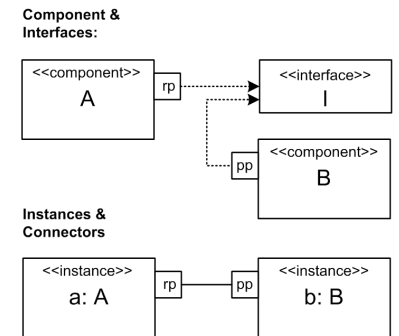 Component &
Interfaces:
<<component>>
A
rp
<<interface>>
I
<<component>>
B
pp
Instances &
Connectors
<<instance>>
a: A
rp
pp
<<instance>>
b: B